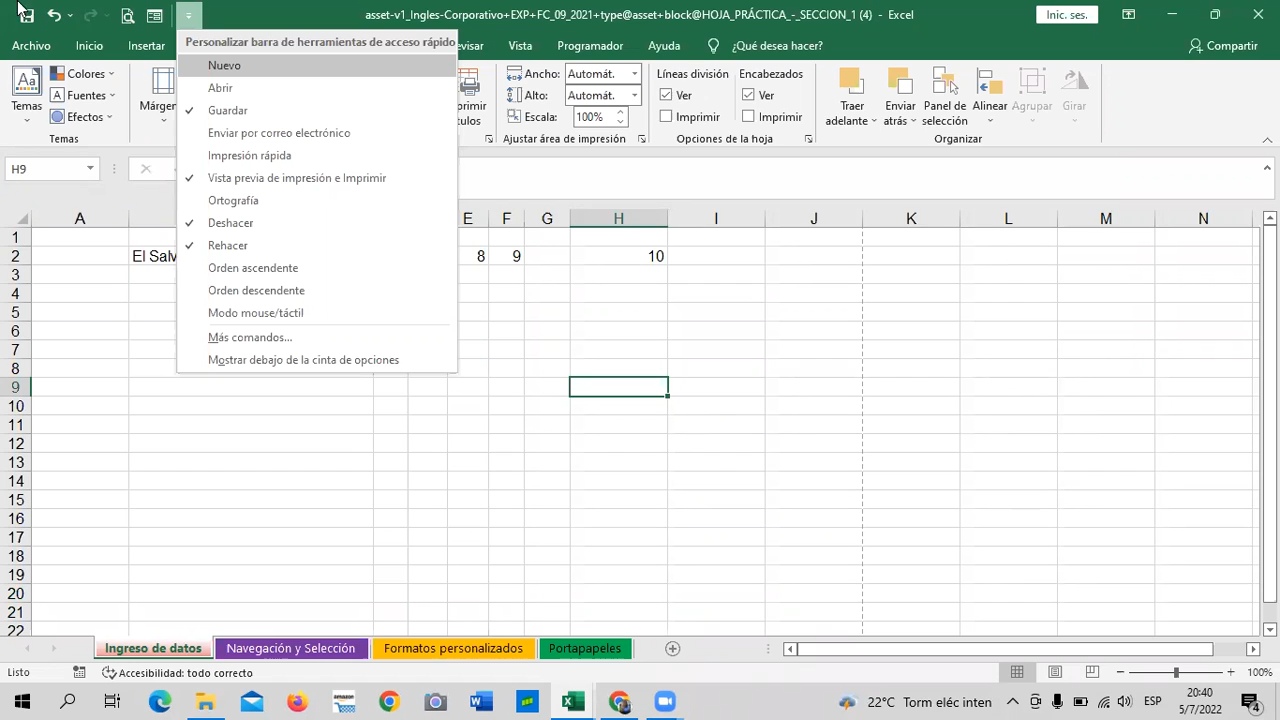 asset-v1_Ingles-Corporativo+EXP+FC_09_2021+type@asset+block@HOJA_PRÁCTICA_-_SECCION_1 (4) - Excel
Inic. ses.
Archivo Inicio Insertar Vista Programador Ayuda ¿Qué desea hacer? Compartir
Personalizar barra de herramientas de acceso rápido
Nuevo
Abrir
Guardar
Enviar por correo electrónico
Impresión rápida
Vista previa de impresión e Imprimir
Ortografía
Deshacer
Rehacer
Orden ascendente
Orden descendente
Modo mouse/táctil
Más comandos...
Mostrar debajo de la cinta de opciones
Temas
Colores
Fuentes
Efectos
Temas
Ancho: Automát.
Alto: Automát.
Escala: 100%
Ajustar área de impresión
Líneas división Encabezados
Ver Ver
Imprimir Imprimir
Opciones de la hoja
Traer adelante
Enviar atrás
Panel de selección
Alinear
Agrupar
Girar
Organizar
H9
A E F G H I J K L M N
1
2 8 9 10
3
4
5
6
7
8
9
10
11
12
13
14
15
16
17
18
19
20
21
22
Ingreso de datos Navegación y Selección Formatos personalizados Portapapeles
Listo Accesibilidad: todo correcto 100%
22°C Torm eléc inten ESP 20:40
5/7/2022
4